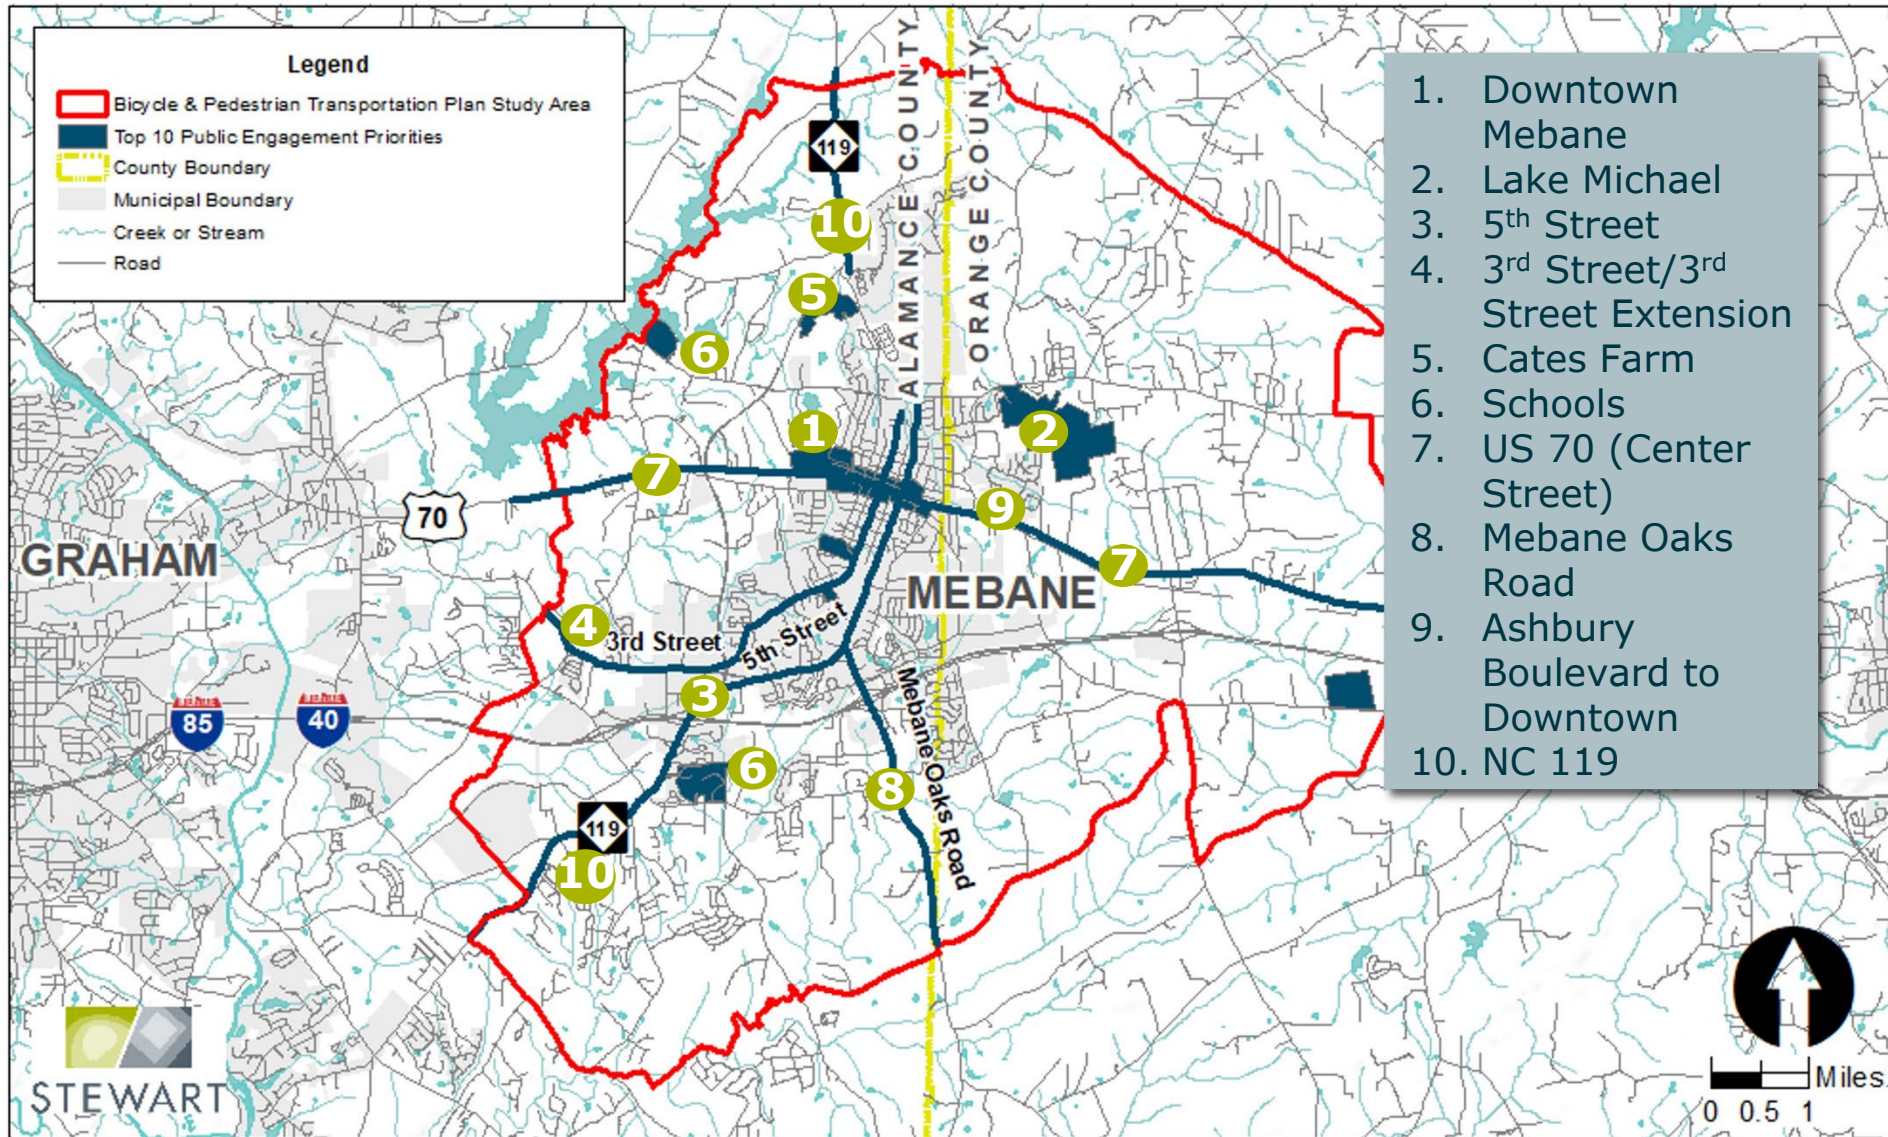 Legend
Bicycle & Pedestrian Transportation Plan Study Area
Top 10 Public Engagement Priorities
County Boundary
Municipal Boundary
Creek or Stream
Road
ALAMANCE COUNTY
ORANGE COUNTY
119
10
5
6
1
2
7
70
9
GRAHAM
7
MEBANE
4
3rd Street
5th Street
3
Mebane Oaks Road
85
40
6
8
119
10
1. Downtown
Mebane
2. Lake Michael
3. 5th Street
4. 3rd Street/3rd
Street Extension
5. Cates Farm
6. Schools
7. US 70 (Center
Street)
8. Mebane Oaks
Road
9. Ashbury
Boulevard to
Downtown
10. NC 119
STEWART
Miles
0 0.5 1